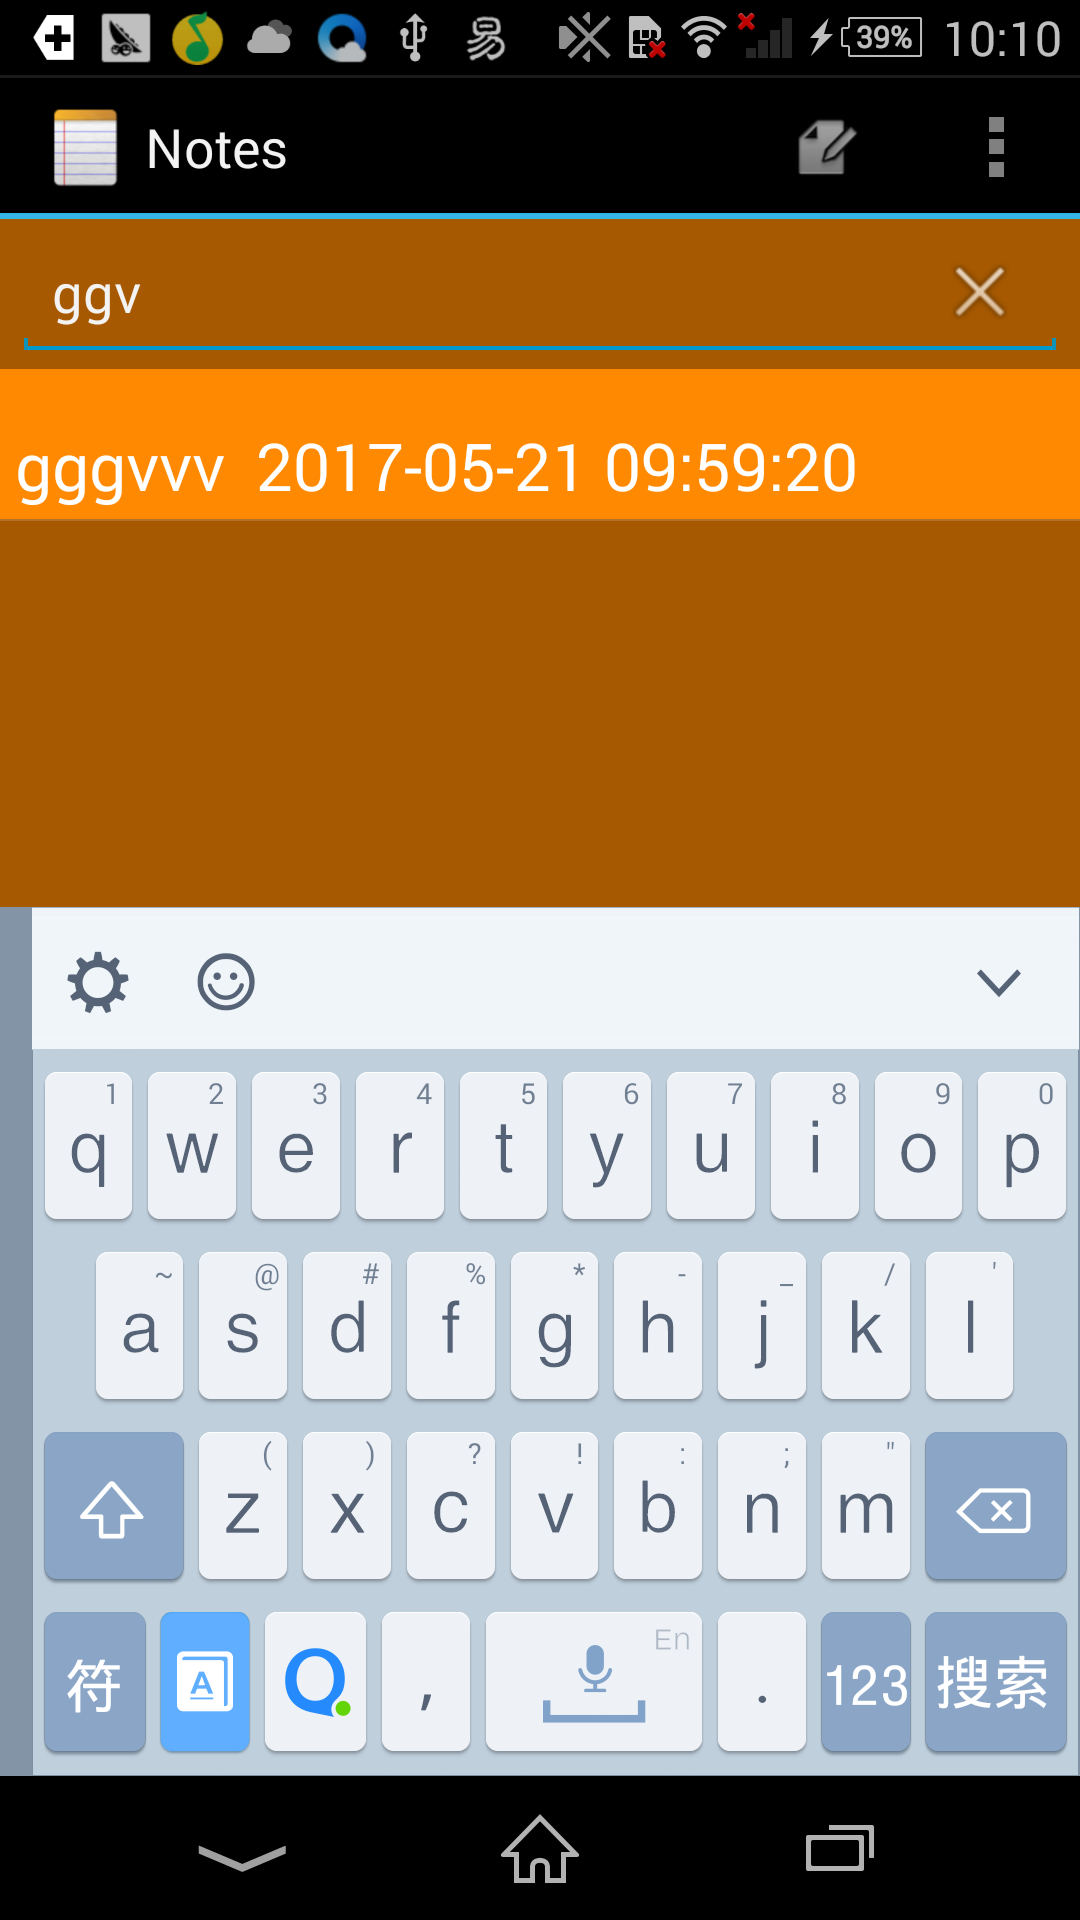 易 39% 10:10
Notes
ggv
gggvvv 2017-05-21 09:59:20
1 2 3 4 5 6 7 8 9 0
q w e r t y u i o p
~ @ # % * - _ / '
a s d f g h j k l
( ) ? ! : ; "
z x c v b n m
En
符 A Q , . 123 搜索